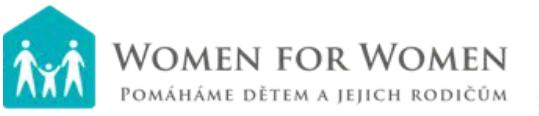 WOMEN FOR WOMEN
POMÁHÁME DĚTEM A JEJICH RODIČŮM